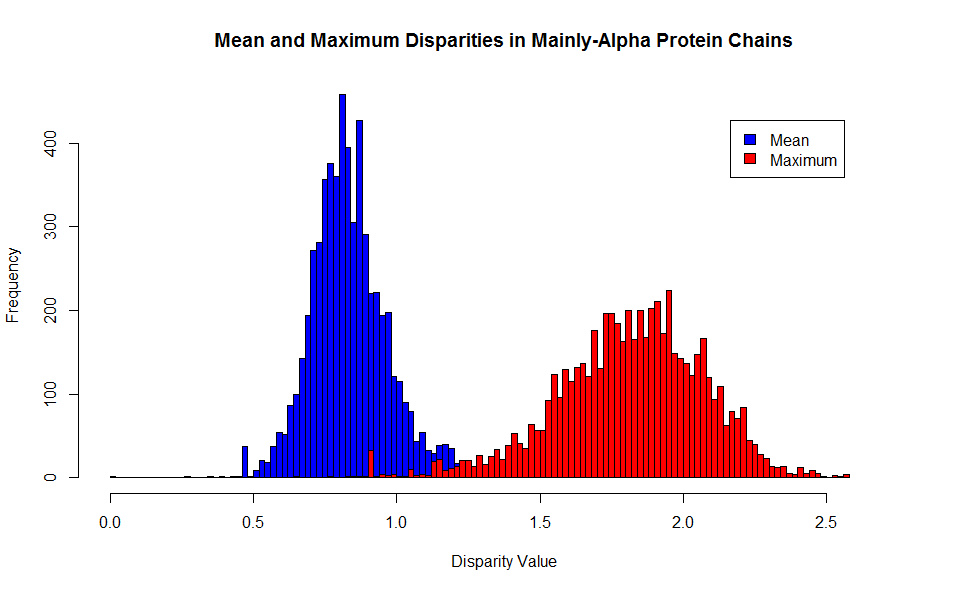 Mean and Maximum Disparities in Mainly-Alpha Protein Chains
Mean
Maximum
Frequency
400
300
200
100
0
0.0 0.5 1.0 1.5 2.0 2.5
Disparity Value